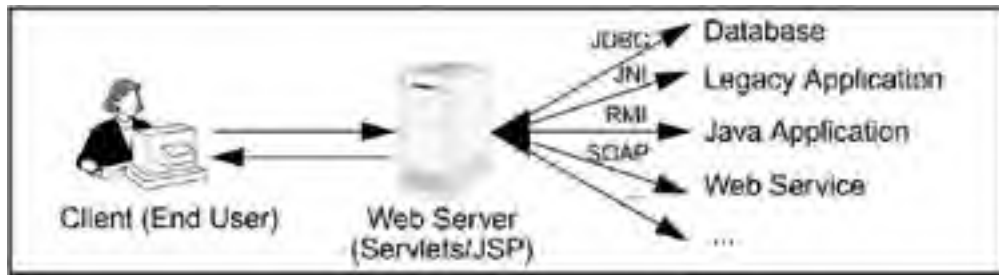 JDBC
Database
JNI
Legacy Application
RMI
Java Application
SOAP
Web Service
...
...
Client (End User)
Web Server
(Servlets/JSP)